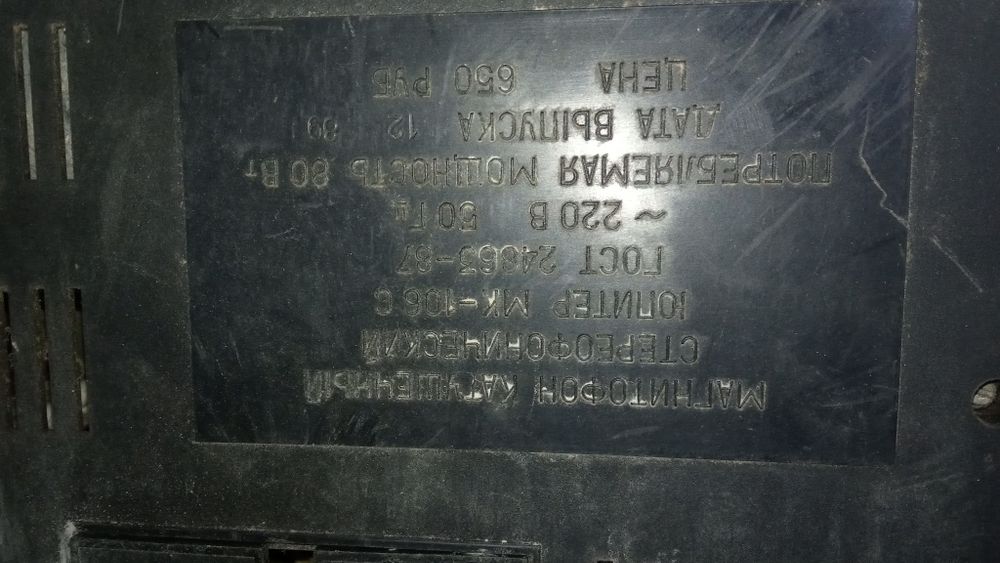 МАГНИТОФОН КАТУШЕЧНЫЙ
СТЕРЕОФОНИЧЕСКИЙ
ЮПИТЕР МК-106 С
ГОСТ 24863-87
~ 220 В 50 Гц
ПОТРЕБЛЯЕМАЯ МОЩНОСТЬ 80 Вт
ДАТА ВЫПУСКА 12 89
ЦЕНА 650 РУБ